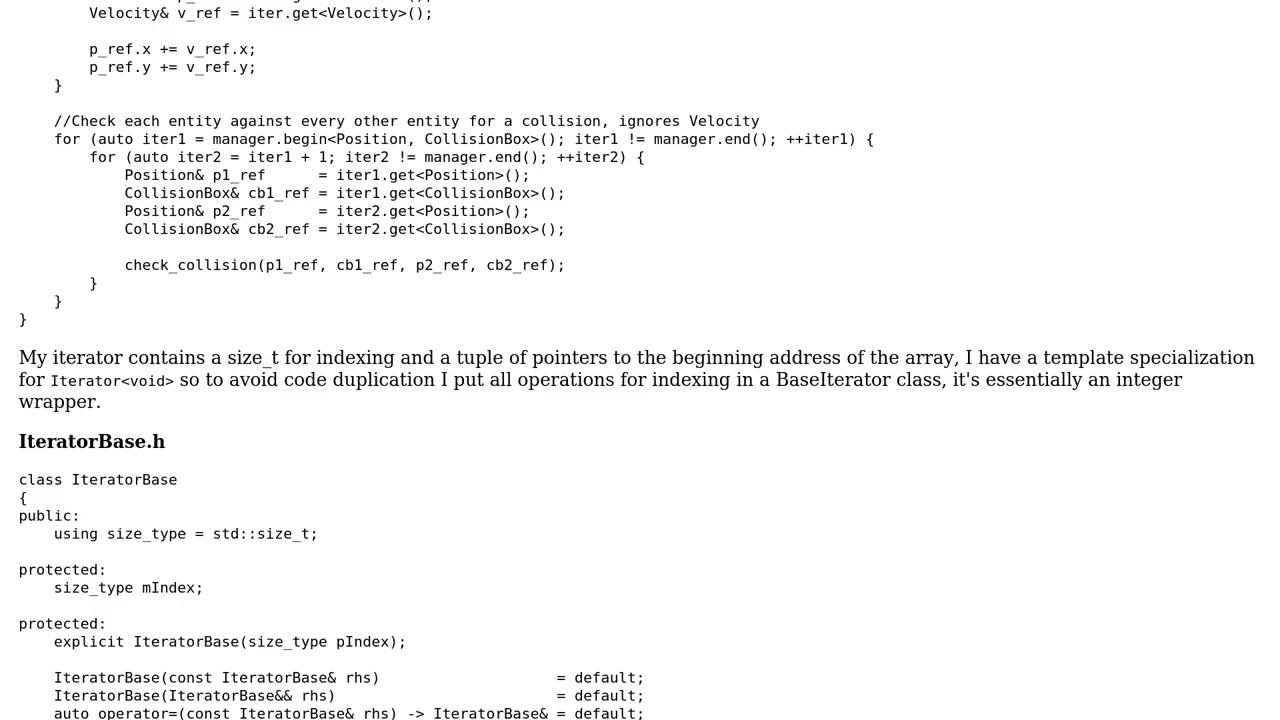 Velocity& v_ref = iter.get<Velocity>();

        p_ref.x += v_ref.x;
        p_ref.y += v_ref.y;
    }

    //Check each entity against every other entity for a collision, ignores Velocity
    for (auto iter1 = manager.begin<Position, CollisionBox>(); iter1 != manager.end(); ++iter1) {
        for (auto iter2 = iter1 + 1; iter2 != manager.end(); ++iter2) {
            Position& p1_ref      = iter1.get<Position>();
            CollisionBox& cb1_ref = iter1.get<CollisionBox>();
            Position& p2_ref      = iter2.get<Position>();
            CollisionBox& cb2_ref = iter2.get<CollisionBox>();

            check_collision(p1_ref, cb1_ref, p2_ref, cb2_ref);
        }
    }
}
My iterator contains a size_t for indexing and a tuple of pointers to the beginning address of the array, I have a template specialization
for Iterator<void> so to avoid code duplication I put all operations for indexing in a BaseIterator class, it's essentially an integer
wrapper.
IteratorBase.h
class IteratorBase
{
public:
    using size_type = std::size_t;

protected:
    size_type mIndex;

protected:
    explicit IteratorBase(size_type pIndex);

    IteratorBase(const IteratorBase& rhs)                    = default;
    IteratorBase(IteratorBase&& rhs)                         = default;
    auto operator=(const IteratorBase& rhs) -> IteratorBase& = default;